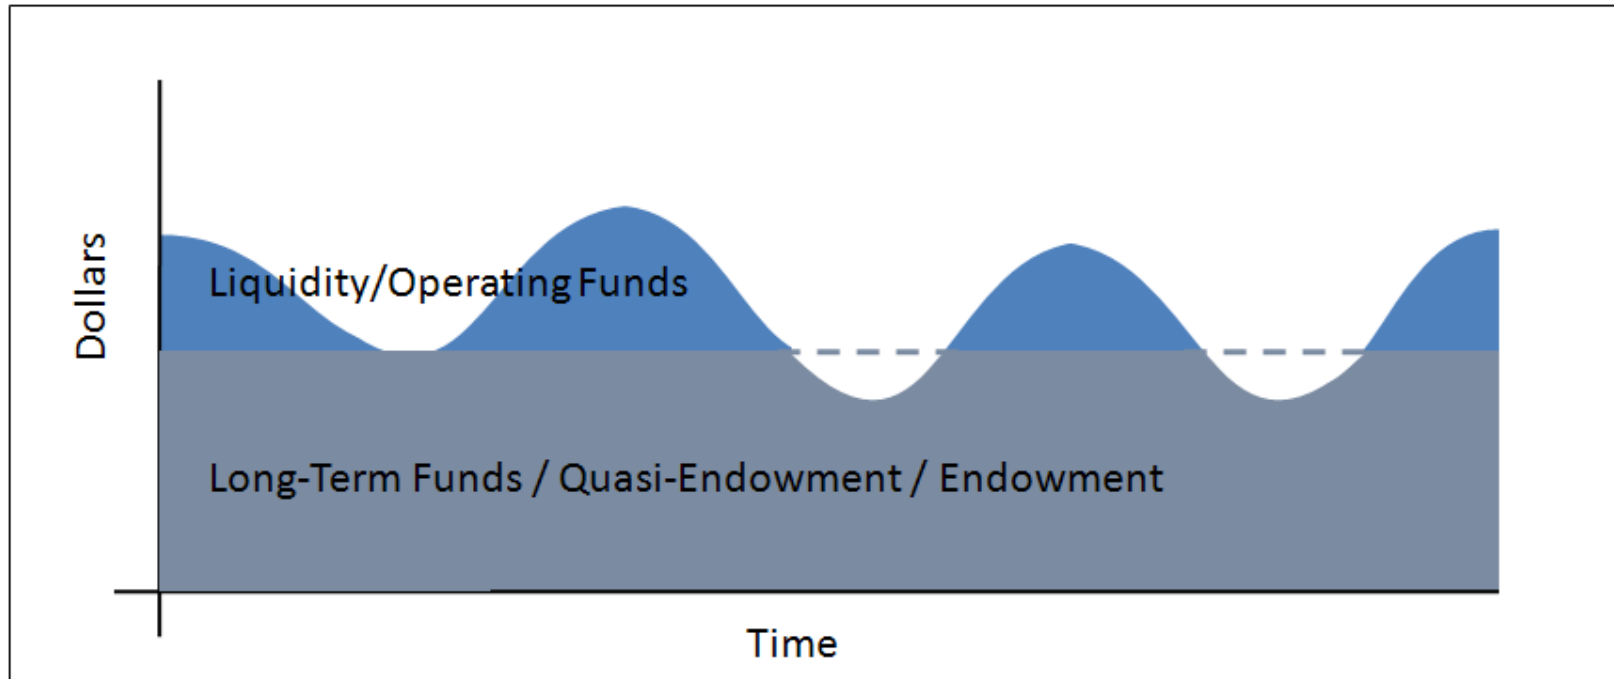 Dollars
Liquidity/Operating Funds
Long-Term Funds / Quasi-Endowment / Endowment
Time